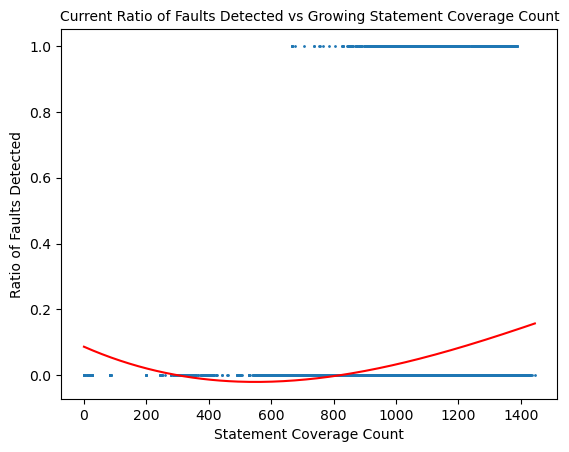 Current Ratio of Faults Detected vs Growing Statement Coverage Count
1.0
0.8
0.6
0.4
0.2
0.0
Ratio of Faults Detected
0 200 400 600 800 1000 1200 1400
Statement Coverage Count